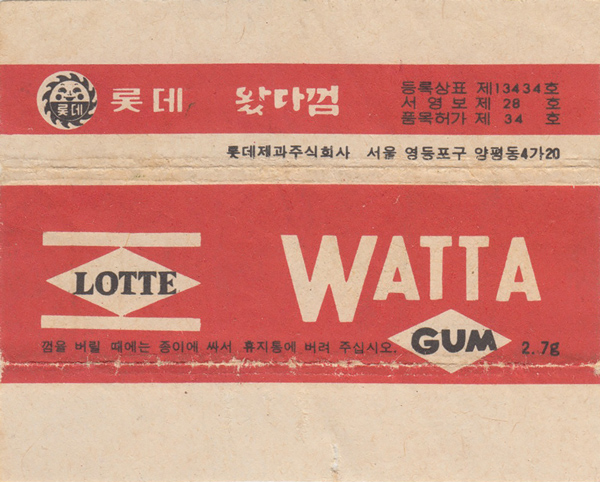 롯데
롯데 왔다껌
등록상표 제13434호
서영보제 28 호
품목허가 제 34 호
롯데제과주식회사 서울 영등포구 양평동4가20
LOTTE
WATTA
GUM
2.7g
껌을 버릴 때에는 종이에 싸서 휴지통에 버려 주십시오.